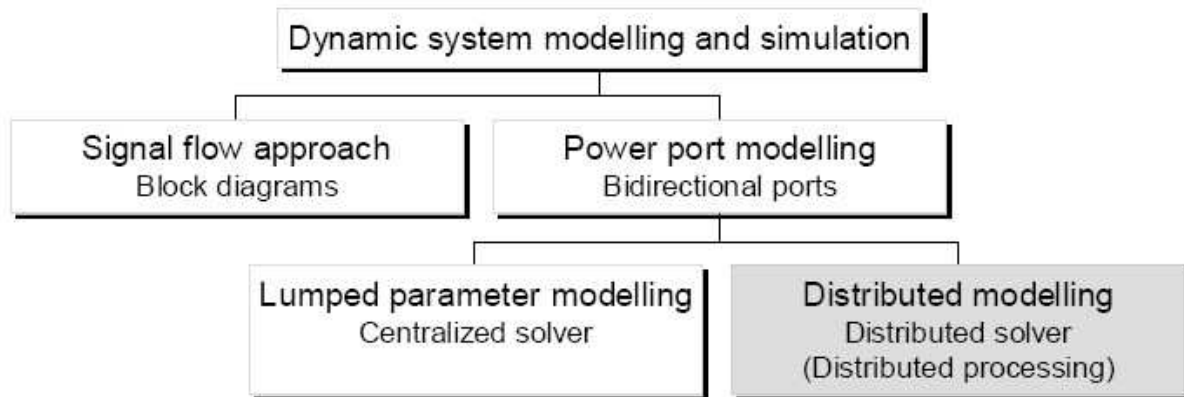 Dynamic system modelling and simulation
Signal flow approach
Block diagrams
Power port modelling
Bidirectional ports
Lumped parameter modelling
Centralized solver
Distributed modelling
Distributed solver
(Distributed processing)